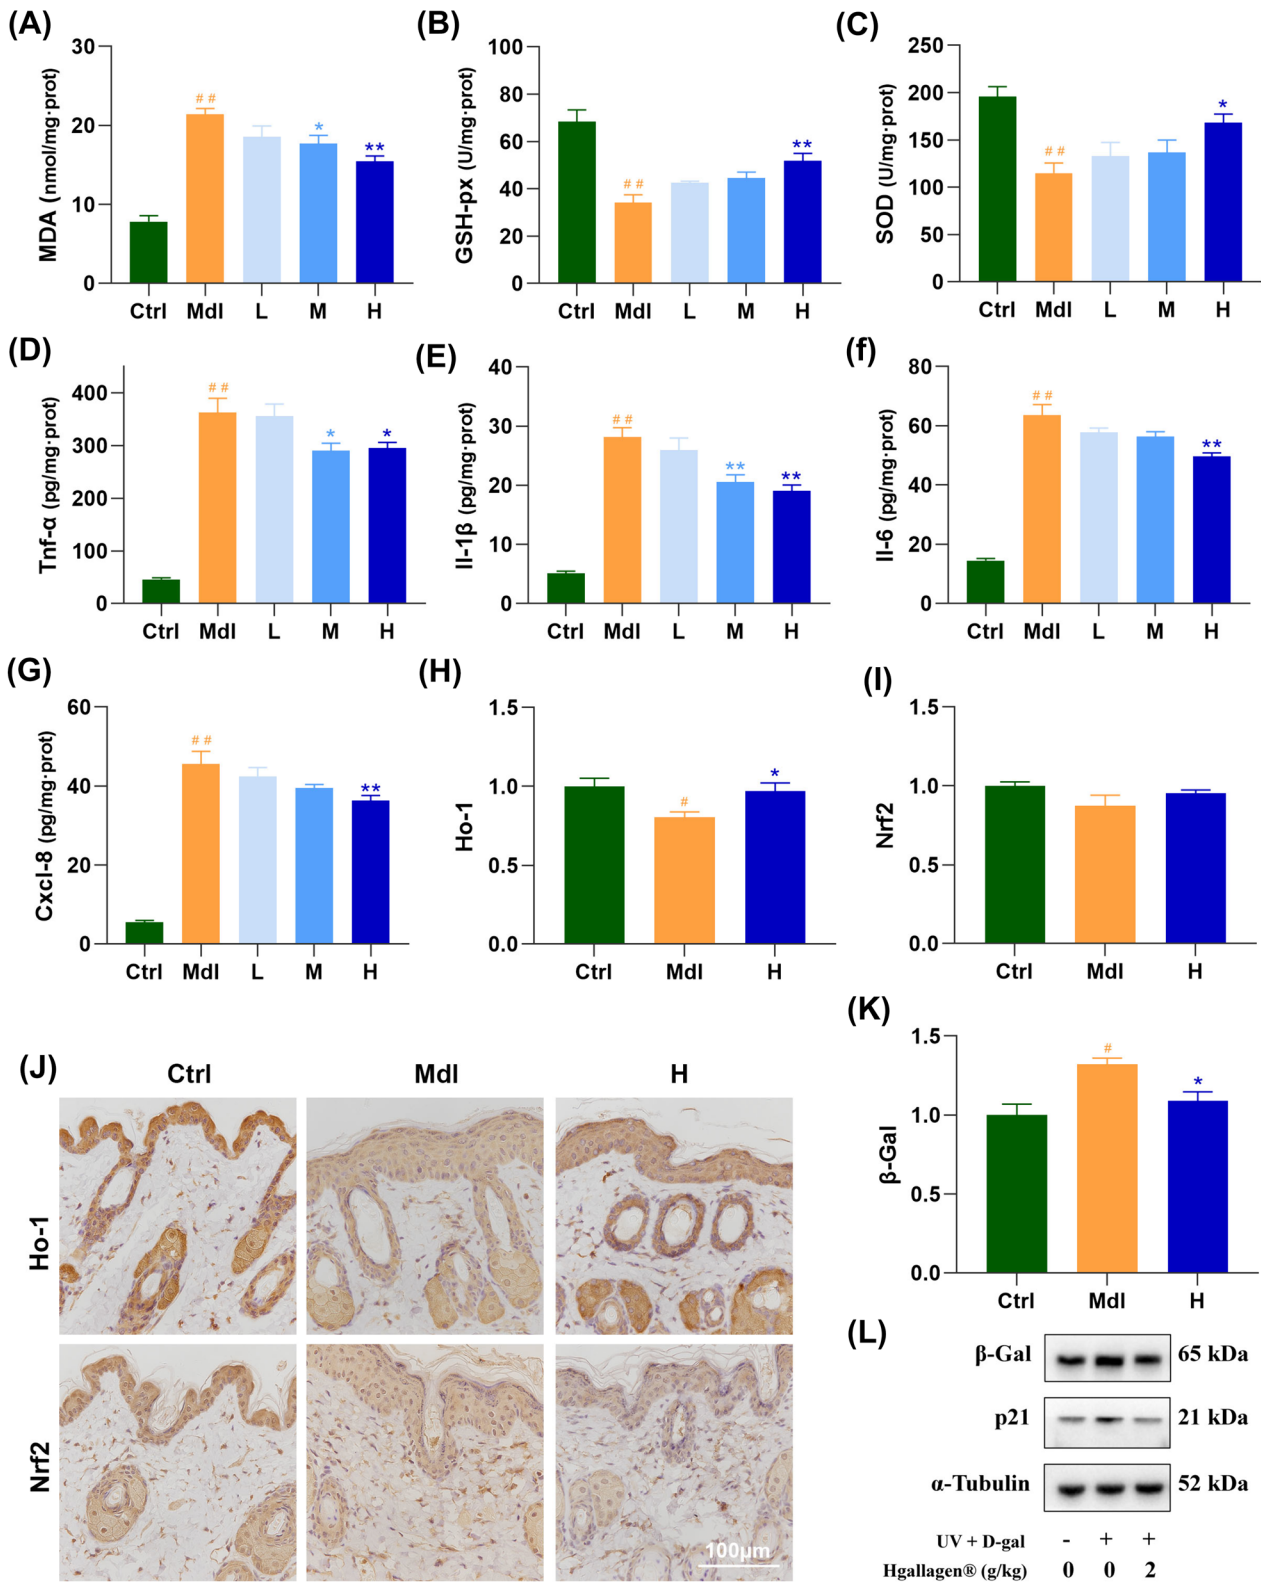 (A)
MDA (nmol/mg·prot)
30
20
10
0
##
*
**
Ctrl Mdl L M H
(B)
GSH-px (U/mg·prot)
100
80
60
40
20
0
##
**
Ctrl Mdl L M H
(C)
SOD (U/mg·prot)
250
200
150
100
50
0
##
*
Ctrl Mdl L M H
(D)
Tnf-α (pg/mg·prot)
400
300
200
100
0
##
*
*
Ctrl Mdl L M H
(E)
Il-1β (pg/mg·prot)
40
30
20
10
0
##
**
**
Ctrl Mdl L M H
(f)
Il-6 (pg/mg·prot)
80
60
40
20
0
##
**
Ctrl Mdl L M H
(G)
Cxcl-8 (pg/mg·prot)
60
40
20
0
##
**
Ctrl Mdl L M H
(H)
Ho-1
1.5
1.0
0.5
0.0
#
*
Ctrl Mdl H
(I)
Nrf2
1.5
1.0
0.5
0.0
Ctrl Mdl H
(J)
Ctrl Mdl H
Ho-1
Nrf2
100μm
(K)
β-Gal
1.5
1.0
0.5
0.0
#
*
Ctrl Mdl H
(L)
β-Gal 65 kDa
p21 21 kDa
α-Tubulin 52 kDa
UV + D-gal - + +
Hgallagen® (g/kg) 0 0 2